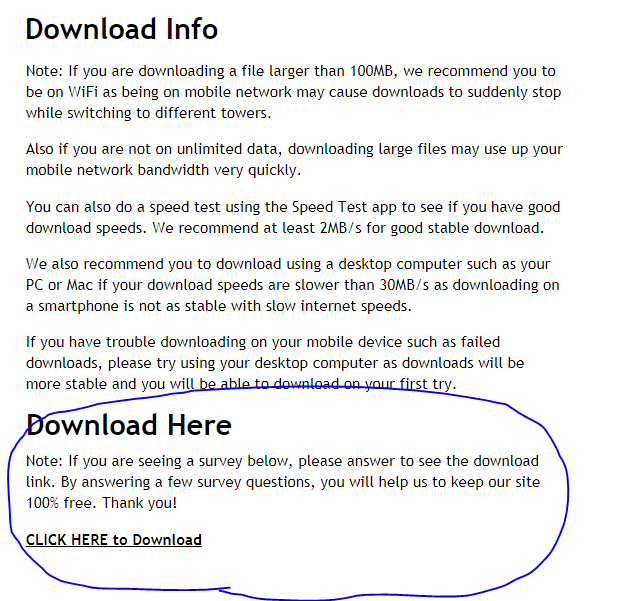 Download Info
Note: If you are downloading a file larger than 100MB, we recommend you to
be on WiFi as being on mobile network may cause downloads to suddenly stop
while switching to different towers.
Also if you are not on unlimited data, downloading large files may use up your
mobile network bandwidth very quickly.
You can also do a speed test using the Speed Test app to see if you have good
download speeds. We recommend at least 2MB/s for good stable download.
We also recommend you to download using a desktop computer such as your
PC or Mac if your download speeds are slower than 30MB/s as downloading on
a smartphone is not as stable with slow internet speeds.
If you have trouble downloading on your mobile device such as failed
downloads, please try using your desktop computer as downloads will be
more stable and you will be able to download on your first try.
Download Here
Note: If you are seeing a survey below, please answer to see the download
link. By answering a few survey questions, you will help us to keep our site
100% free. Thank you!
CLICK HERE to Download